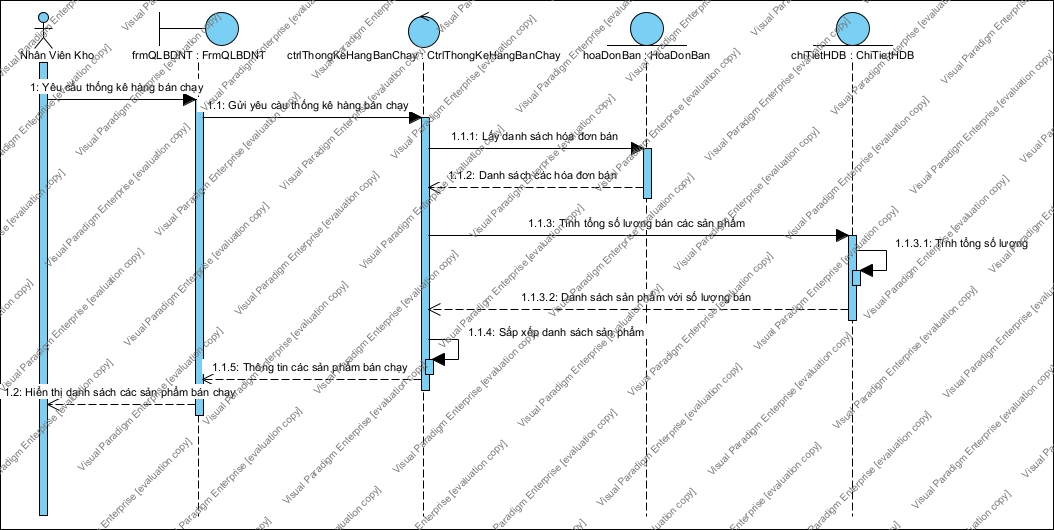 Nhân Viên Kho
frmQLBDNT : FrmQLBDNT
ctrlThongKeHangBanChay : CtrlThongKeHangBanChay
hoaDonBan : HoaDonBan
chiTietHDB : ChiTietHDB
1: Yêu cầu thống kê hàng bán chạy
1.1: Gửi yêu cầu thống kê hàng bán chạy
1.1.1: Lấy danh sách hóa đơn bán
1.1.2: Danh sách các hóa đơn bán
1.1.3: Tính tổng số lượng bán các sản phẩm
1.1.3.1: Tính tổng số lượng
1.1.3.2: Danh sách sản phẩm với số lượng bán
1.1.4: Sắp xếp danh sách sản phẩm
1.1.5: Thông tin các sản phẩm bán chạy
1.2: Hiển thị danh sách các sản phẩm bán chạy
Visual Paradigm Enterprise [evaluation copy]